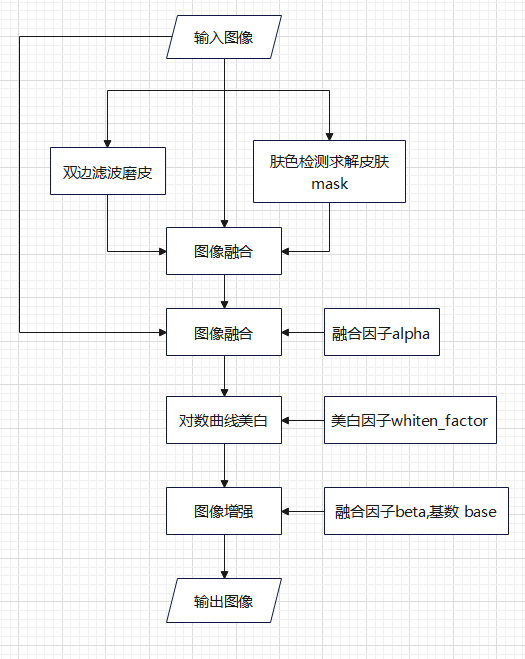 输入图像
双边滤波磨皮
肤色检测求解皮肤
mask
图像融合
图像融合
融合因子alpha
对数曲线美白
美白因子whiten_factor
图像增强
融合因子beta,基数 base
输出图像